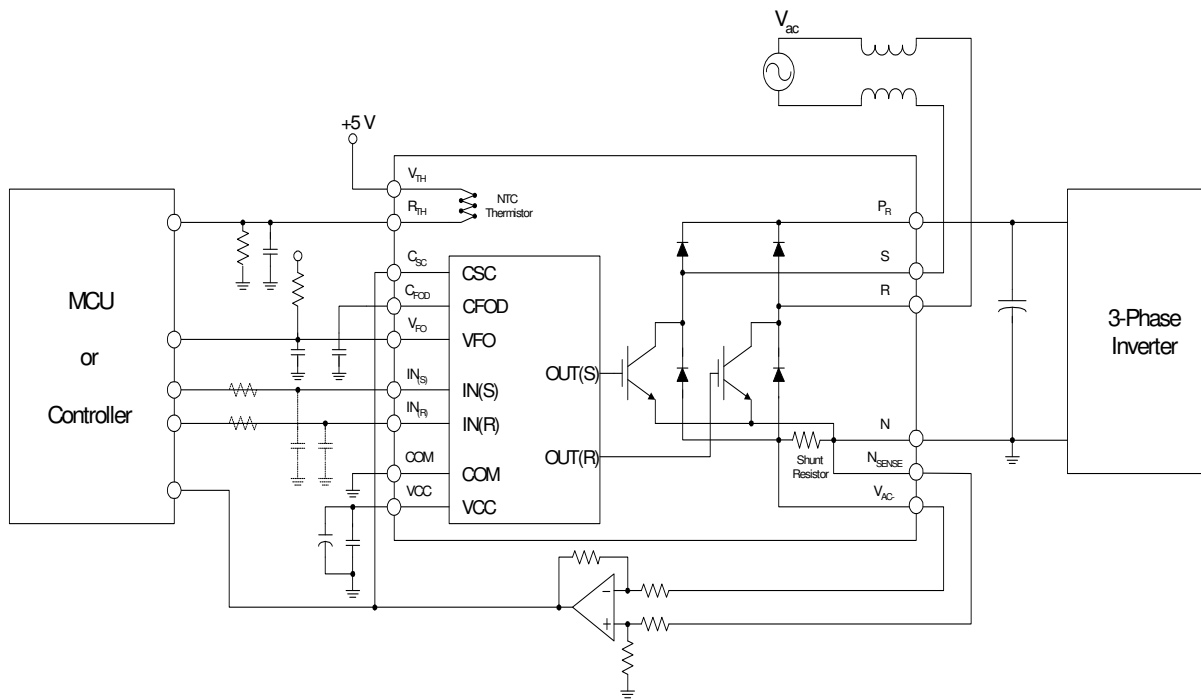 Vac
+5 V
VTH
NTC
Thermistor
RTH
PR
CSC
S
CSC
CFOD
R
CFOD
MCU
or
Controller
VFO
VFO
3-Phase
Inverter
OUT(S)
IN(S)
IN(S)
IN(R)
IN(R)
N
OUT(R)
Shunt
Resistor
NSENSE
COM
COM
VCC
VCC
VAC-
−
+